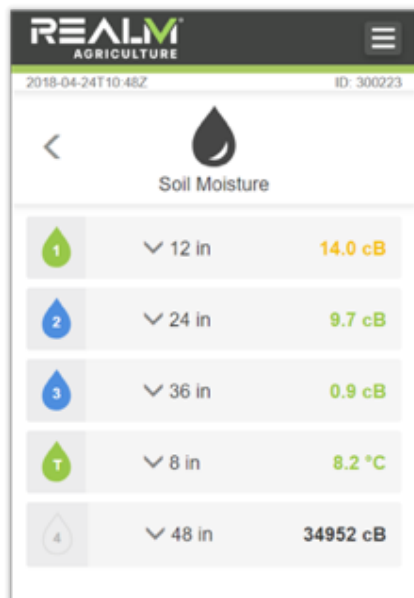 REALM
AGRICULTURE
2018-04-24T10:48Z ID: 300223
Soil Moisture
1 12 in 14.0 cB
2 24 in 9.7 cB
3 36 in 0.9 cB
T 8 in 8.2 °C
4 48 in 34952 cB